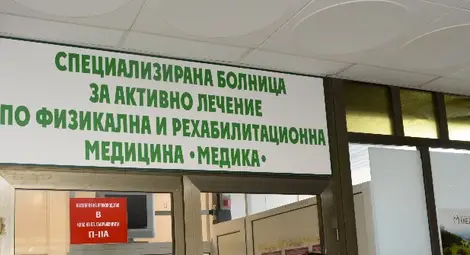 СПЕЦИАЛИЗИРАНА БОЛНИЦА
ЗА АКТИВНО ЛЕЧЕНИЕ
ПО ФИЗИКАЛНА И РЕХАБИЛИТАЦИОННА
МЕДИЦИНА •МЕДИКА•
В